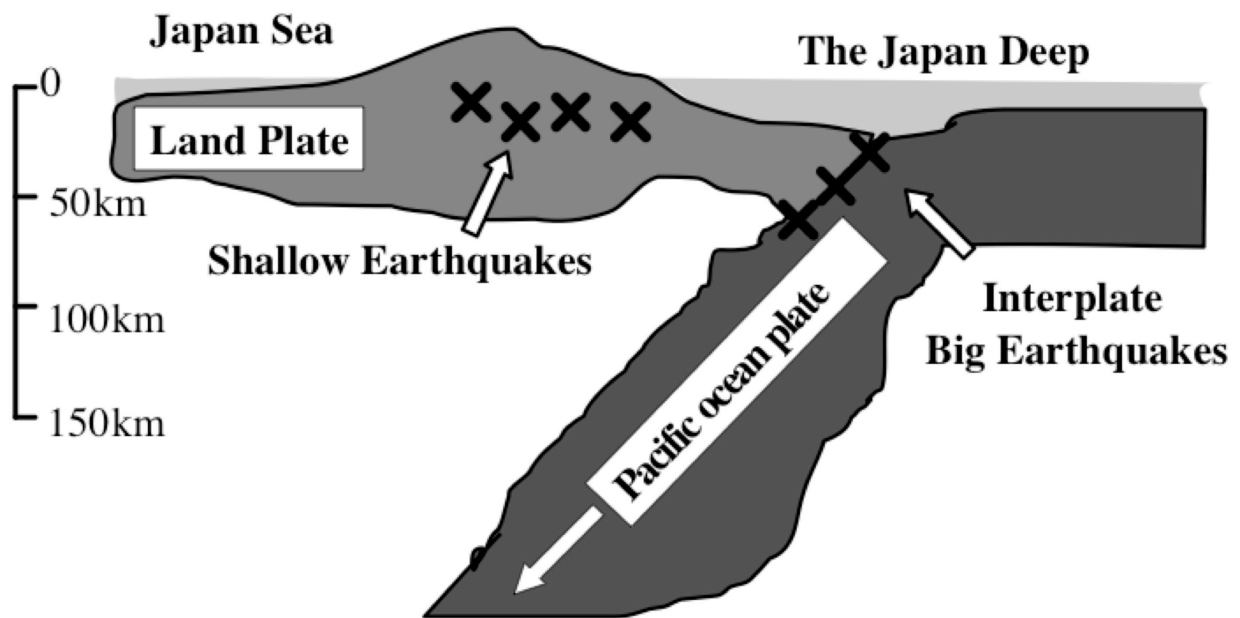 Japan Sea
The Japan Deep
0
Land Plate
50km
Shallow Earthquakes
100km
Interplate
Big Earthquakes
150km
Pacific ocean plate